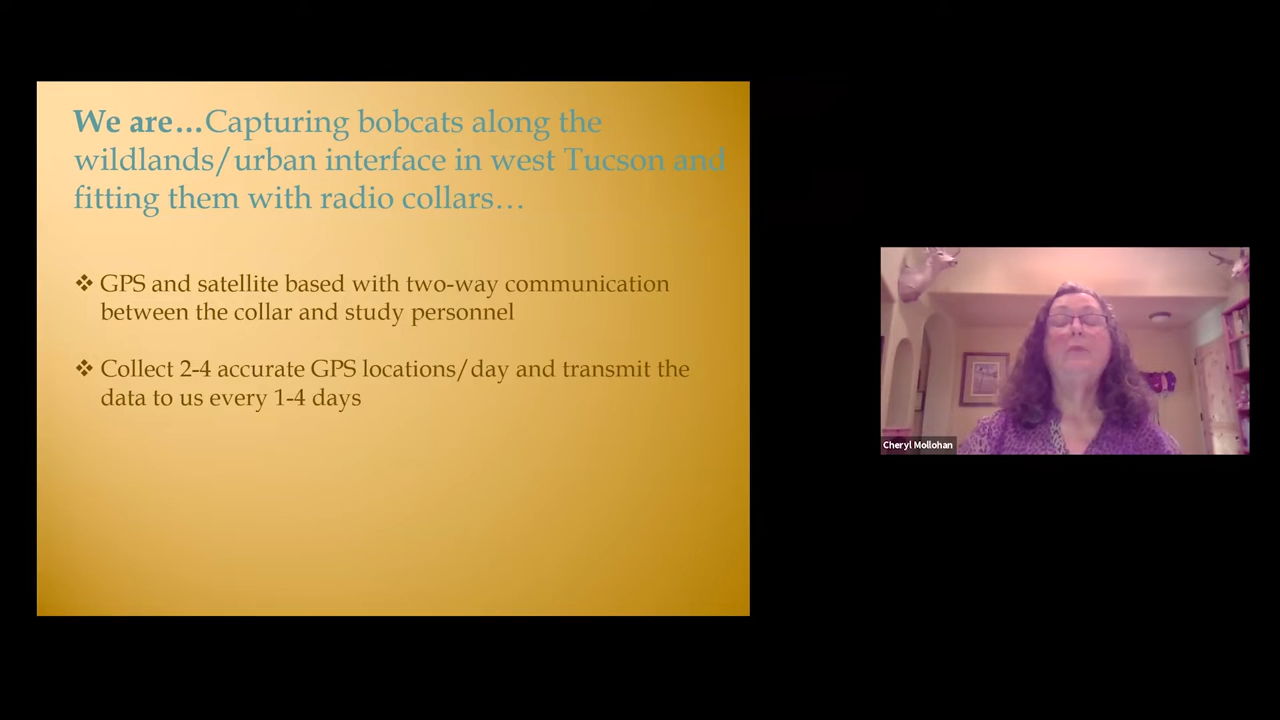 We are…Capturing bobcats along the
wildlands/urban interface in west Tucson and
fitting them with radio collars…
❖ GPS and satellite based with two-way communication
between the collar and study personnel
❖ Collect 2-4 accurate GPS locations/day and transmit the
data to us every 1-4 days
Cheryl Mollohan